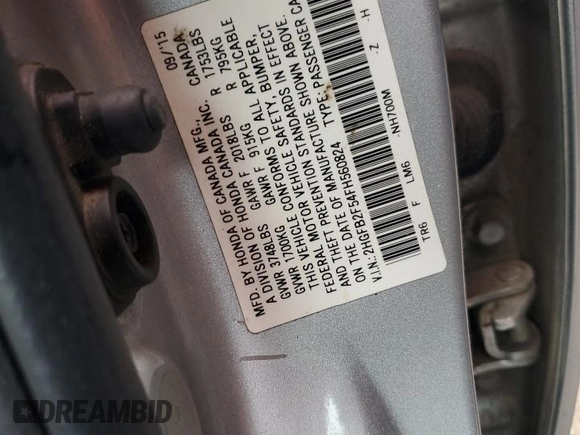 MFD. BY HONDA OF CANADA MFG., 09/15
A DIVISION OF HONDA CANADA INC. CANADA
GAWR F 2018LBS R 1753LBS
GVWR 3748LBS
GVWR 1700KG GAWR F 915KG R 795KG
THIS VEHICLE CONFORMS TO ALL APPLICABLE
FEDERAL MOTOR VEHICLE SAFETY, BUMPER,
AND THEFT PREVENTION STANDARDS IN EFFECT
ON THE DATE OF MANUFACTURE SHOWN ABOVE.
V.I.N.:2HGFB2F54FH560824 TYPE: PASSENGER CA
TR6 F LM6 -NH700M Z -H
DREAMBID